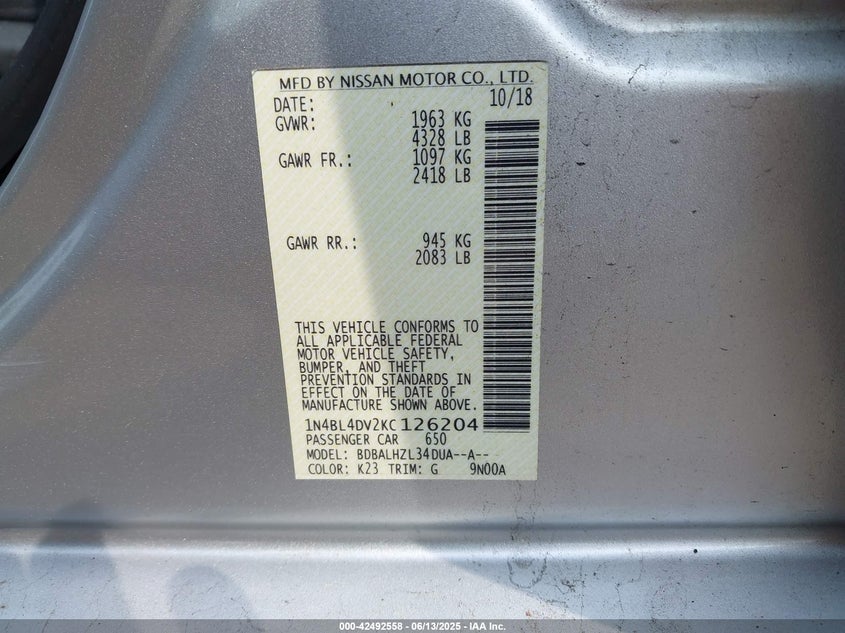 MFD BY NISSAN MOTOR CO., LTD.
DATE: 10/18
GVWR: 1963 KG
4328 LB
GAWR FR.: 1097 KG
2418 LB
GAWR RR.: 945 KG
2083 LB
THIS VEHICLE CONFORMS TO
ALL APPLICABLE FEDERAL
MOTOR VEHICLE SAFETY,
BUMPER, AND THEFT
PREVENTION STANDARDS IN
EFFECT ON THE DATE OF
MANUFACTURE SHOWN ABOVE.
1N4BL4DV2KC126204
PASSENGER CAR 650
MODEL: BDBALHZL34DUA--A--
COLOR: K23 TRIM: G 9N00A
000-42492558 - 06/13/2025 - IAA Inc.